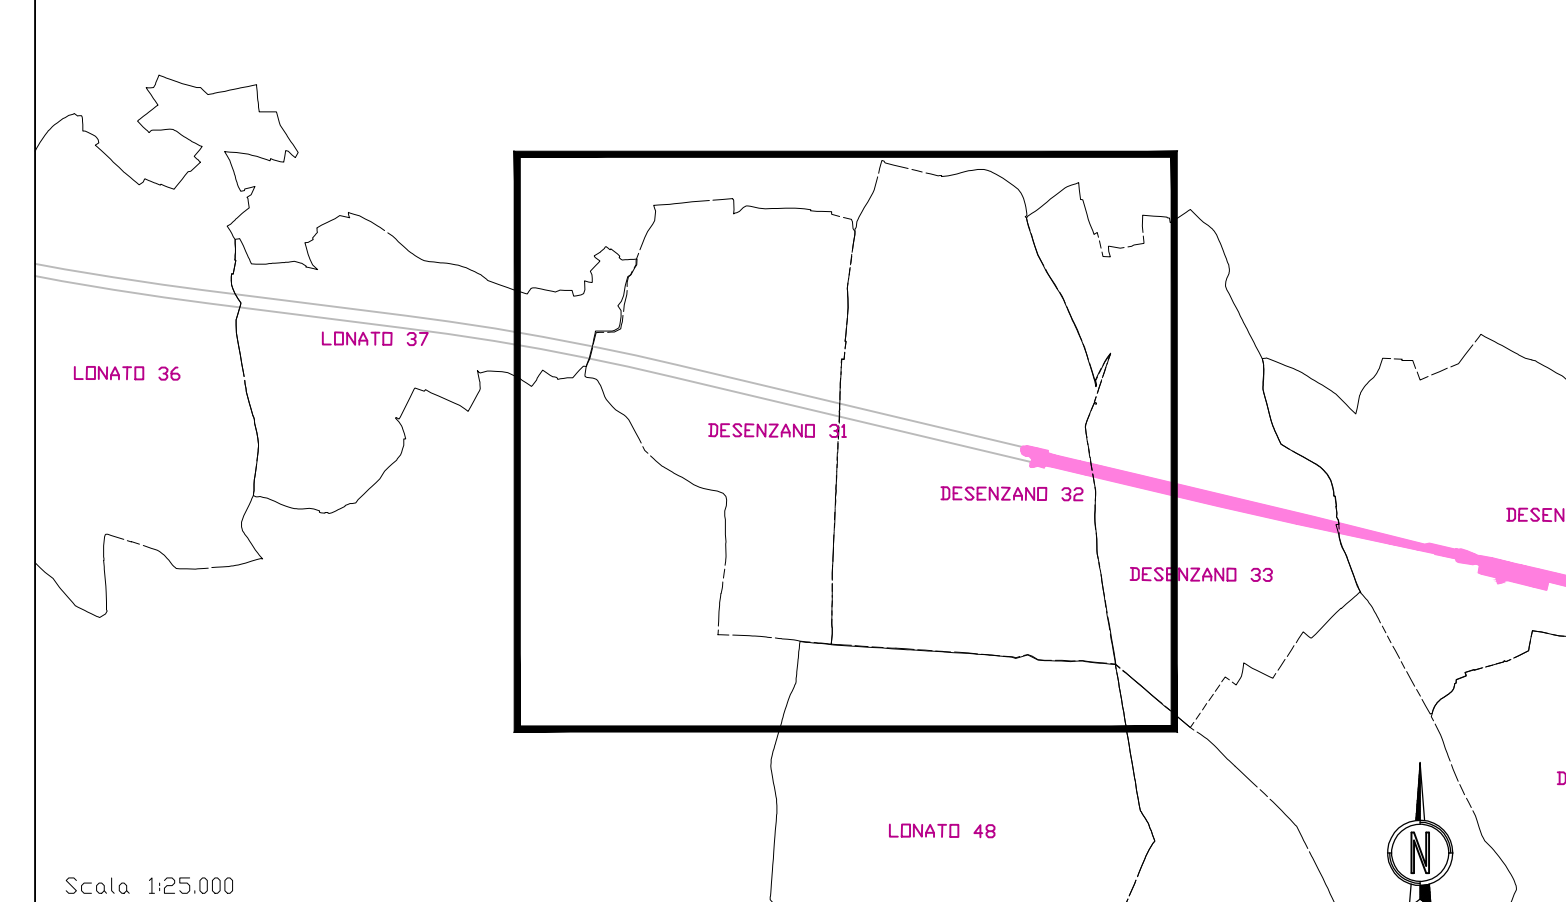 LONATO 37
LONATO 36
DESENZANO 31
DESENZANO 32
DESEN
DESENZANO 33
D
LONATO 48
N
Scala 1:25.000